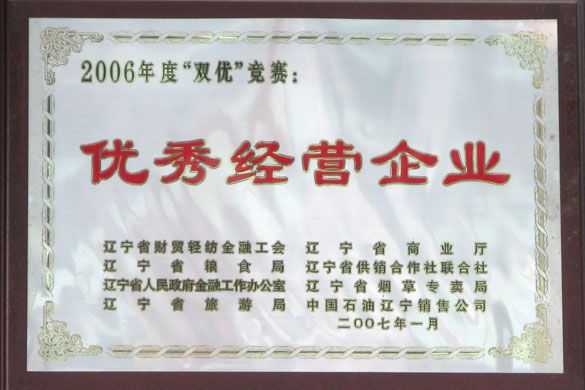 2006年度“双优”竞赛：
优秀经营企业
辽宁省财贸轻纺金融工会 辽宁省商业厅
辽宁省粮食局 辽宁省供销合作社联合社
辽宁省人民政府金融工作办公室 辽宁省烟草专卖局
辽宁省旅游局 中国石油辽宁销售公司
二〇〇七年一月